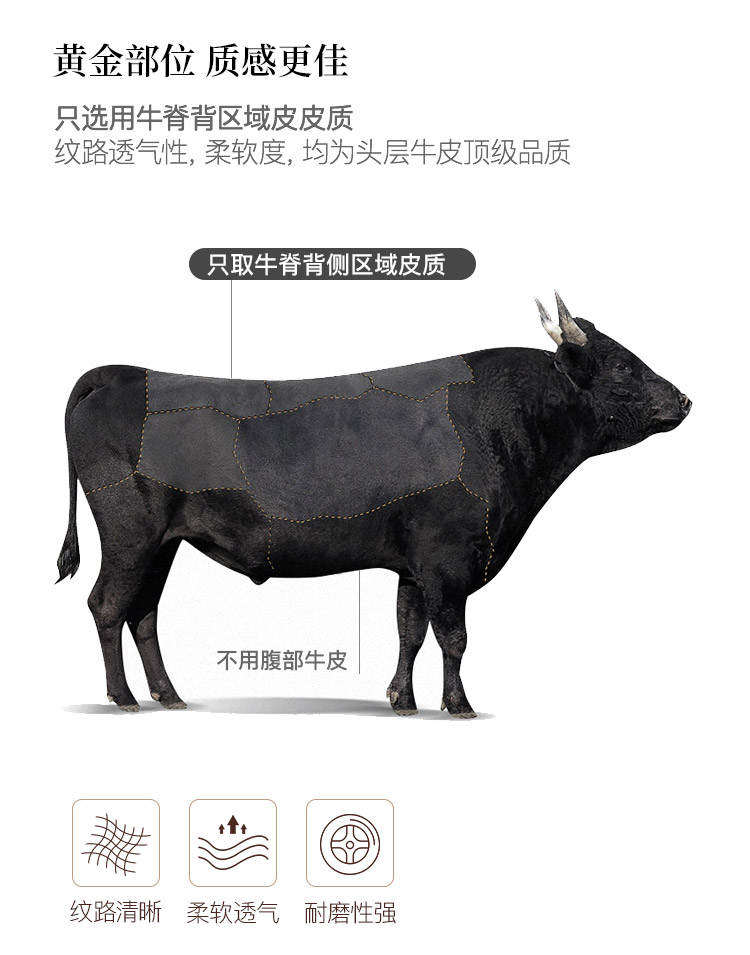 黄金部位 质感更佳
只选用牛脊背区域皮皮质
纹路透气性, 柔软度, 均为头层牛皮顶级品质
只取牛脊背侧区域皮质
不用腹部牛皮
纹路清晰
柔软透气
耐磨性强